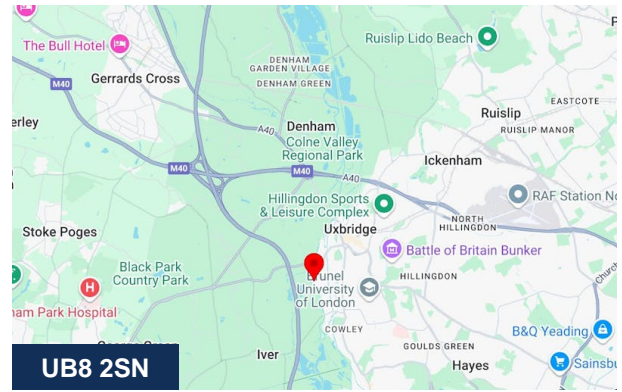 The Bull Hotel
Gerrards Cross
M40
erley
DENHAM
GARDEN VILLAGE
DENHAM GREEN
Ruislip Lido Beach
P
EASTCOTE
Ruislip
RUISLIP MANOR
A40
Denham
Colne Valley
Regional Park
Ickenham
M40
M40
A40
RAF Station No
Hillingdon Sports
& Leisure Complex
NORTH
HILLINGDON
Stoke Poges
Uxbridge
Battle of Britain Bunker
Black Park
Country Park
HILLINGDON
Church
H
am Park Hospital
Brunel
University
of London
COWLEY
B&Q Yeading
GOULDS GREEN
Iver
Hayes
Sainsbu
UB8 2SN